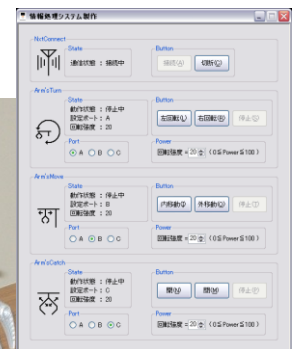 情報処理システム製作
NxtConnect
State
通信状態 : 接続中
Button
接続(A) 切断(Q)
Arm'sTurn
State
動作状態 : 停止中
設定ポート : A
回転強度 : 20
Button
左回転(L) 右回転(R) 停止(S)
Port
A B C
Power
回転強度 = 20 (0≦Power≦100)
Arm'sMove
State
動作状態 : 停止中
設定ポート : B
回転強度 : 20
Button
内移動(I) 外移動(O) 停止(T)
Port
A B C
Power
回転強度 = 20 (0≦Power≦100)
Arm'sCatch
State
動作状態 : 停止中
設定ポート : C
回転強度 : 20
Button
Port
A B C
Power
回転強度 = 20 (0≦Power≦100)